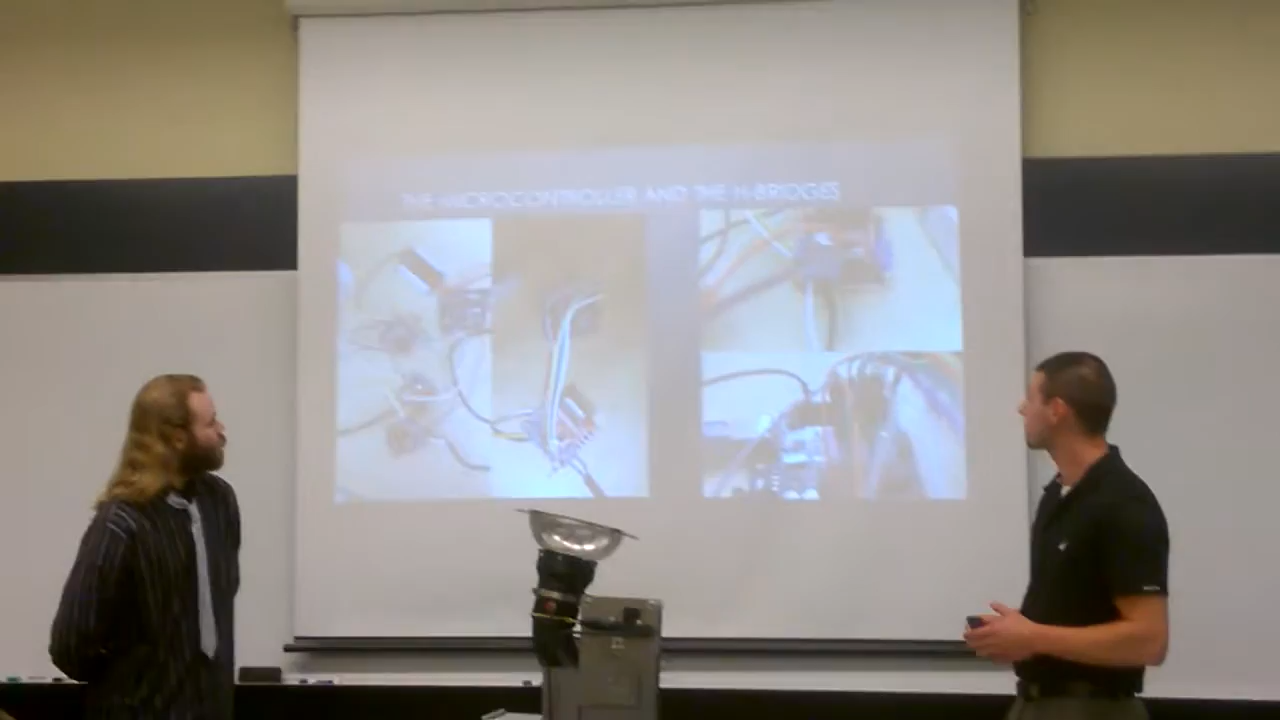 THE MICROCONTROLLER AND THE H-BRIDGES